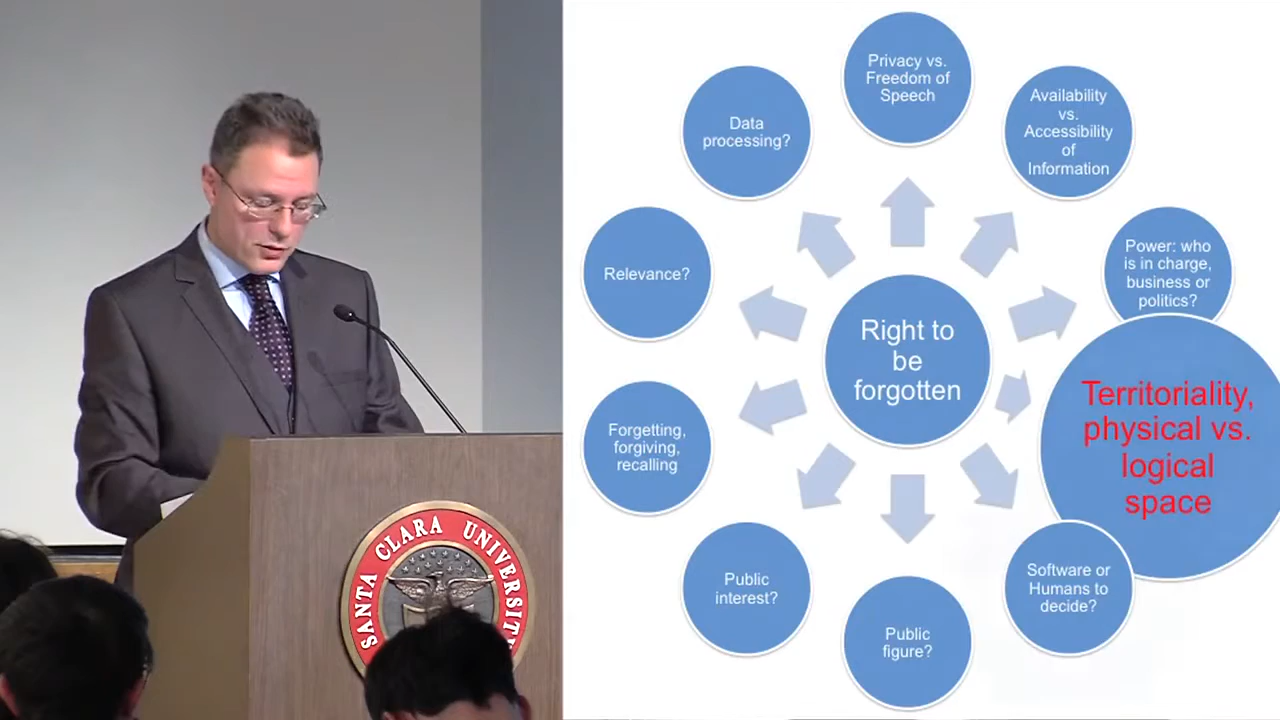 SANTA CLARA UNIVERSITY
Privacy vs.
Freedom of
Speech
Availability
vs.
Accessibility
of
Information
Power: who
is in charge,
business or
politics?
Territoriality,
physical vs.
logical
space
Software or
Humans to
decide?
Public
figure?
Public
interest?
Forgetting,
forgiving,
recalling
Relevance?
Data
processing?
Right to
be
forgotten